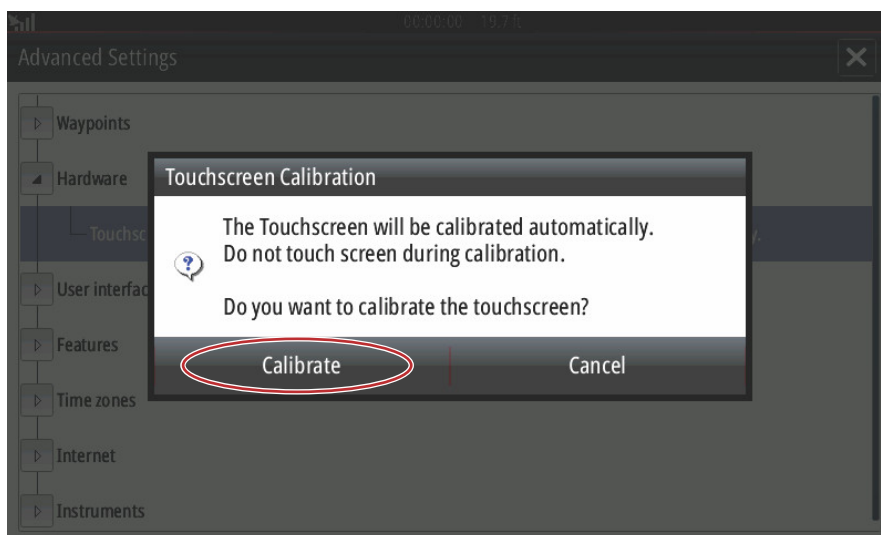 00:00:00 19.7 ft
Advanced Settings
Waypoints
Hardware
Touchscreen Calibration
The Touchscreen will be calibrated automatically.
Do not touch screen during calibration.
Touchsc
y.
User interfac
Do you want to calibrate the touchscreen?
Features
Calibrate
Cancel
Time zones
Internet
Instruments